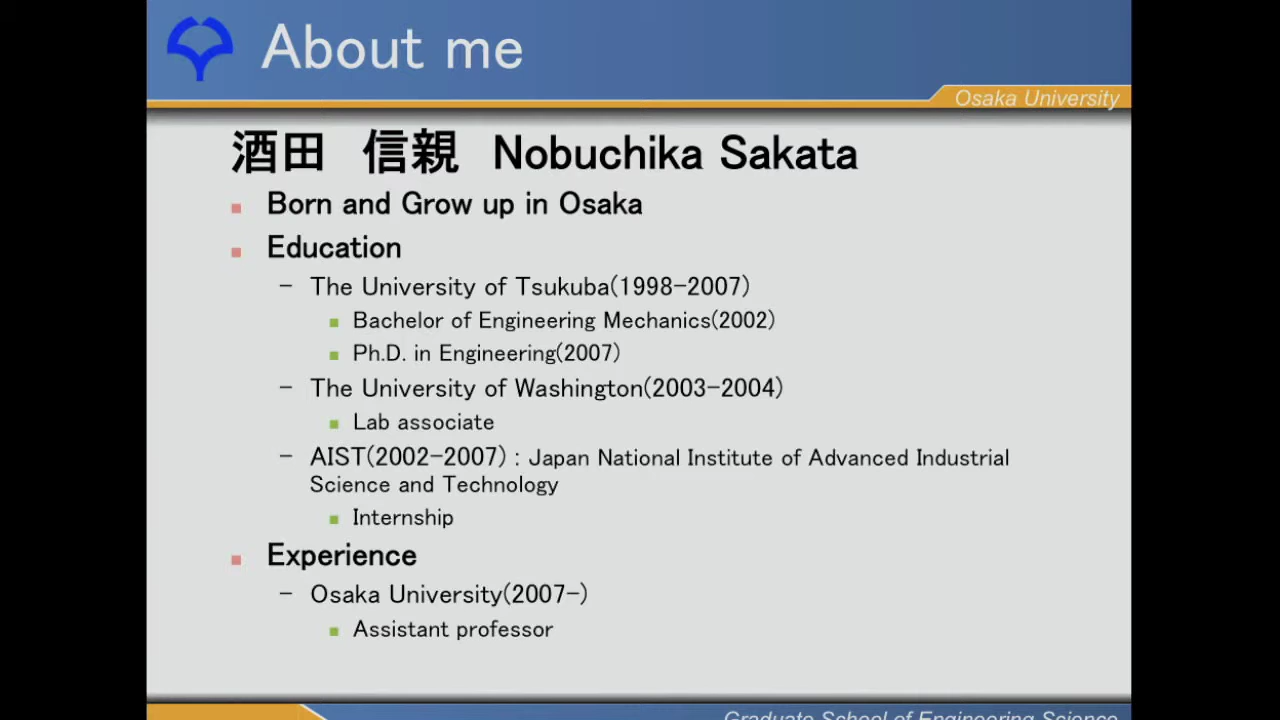 About me
Osaka University
酒田　信親　Nobuchika Sakata
Born and Grow up in Osaka
Education
– The University of Tsukuba(1998-2007)
Bachelor of Engineering Mechanics(2002)
Ph.D. in Engineering(2007)
– The University of Washington(2003-2004)
Lab associate
– AIST(2002-2007) : Japan National Institute of Advanced Industrial
Science and Technology
Internship
Experience
– Osaka University(2007-)
Assistant professor
Graduate School of Engineering Science